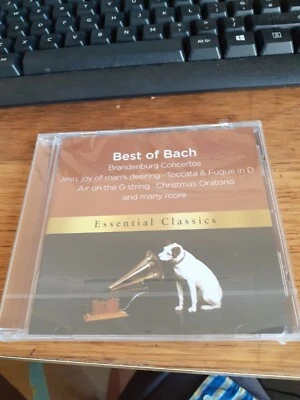 Alt
Best of Bach
Brandenburg Concertos
Jesu, joy of man's desiring · Toccata & Fugue in D
Air on the G string · Christmas Oratorio
and many more
Essential Classics